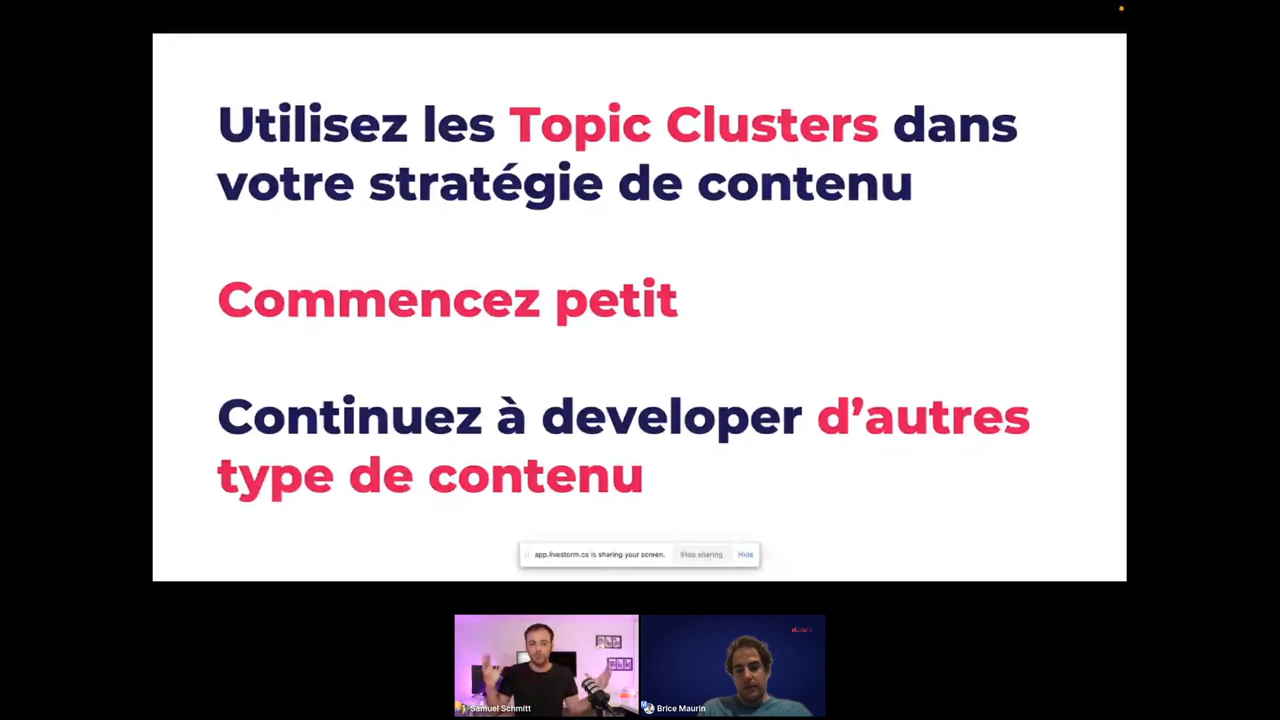 Utilisez les Topic Clusters dans
votre stratégie de contenu
Commencez petit
Continuez à developer d’autres
type de contenu
app.livestorm.co is sharing your screen. Stop sharing Hide
Samuel Schmitt
Brice Maurin